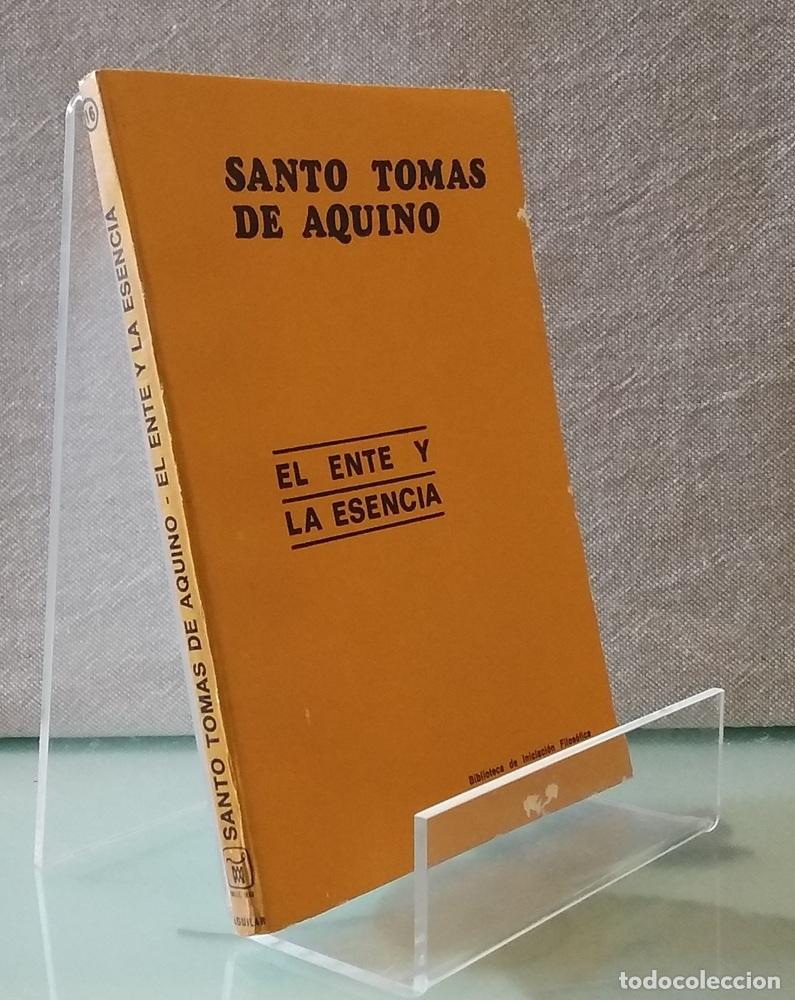 SANTO TOMAS
DE AQUINO
EL ENTE Y
LA ESENCIA
Biblioteca de Iniciación Filosófica
16
SANTO TOMAS DE AQUINO - EL ENTE Y LA ESENCIA
AGUILAR
todocoleccion